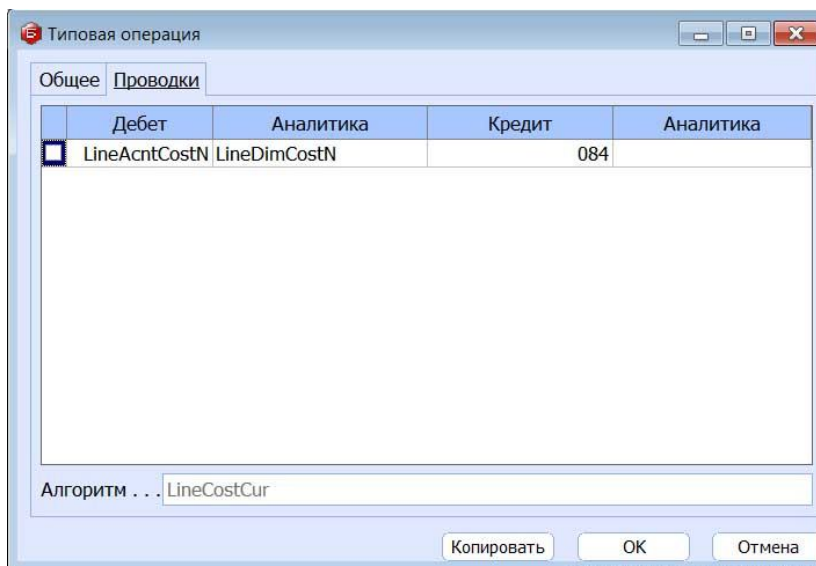 Типовая операция
Общее Проводки
Дебет Аналитика Кредит Аналитика
LineAcntCostN LineDimCostN 084
Алгоритм . . . LineCostCur
Копировать OK Отмена